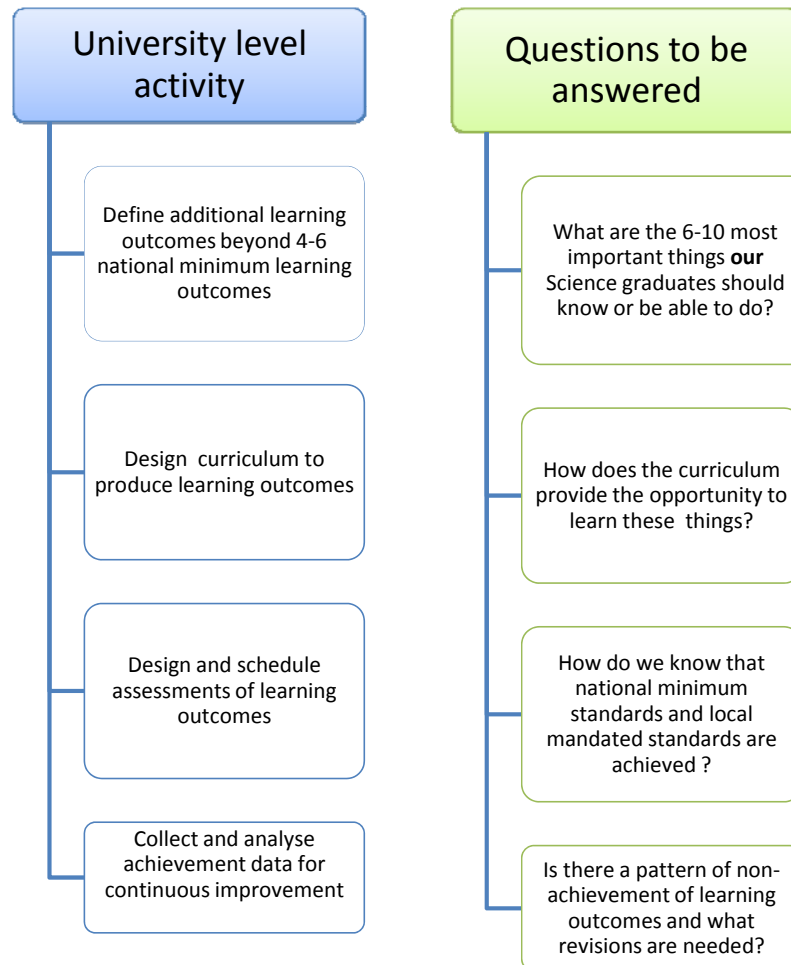 University level
activity
Define additional learning
outcomes beyond 4-6
national minimum learning
outcomes
Design curriculum to
produce learning outcomes
Design and schedule
assessments of learning
outcomes
Collect and analyse
achievement data for
continuous improvement
Questions to be
answered
What are the 6-10 most
important things our
Science graduates should
know or be able to do?
How does the curriculum
provide the opportunity to
learn these things?
How do we know that
national minimum
standards and local
mandated standards are
achieved ?
Is there a pattern of non-
achievement of learning
outcomes and what
revisions are needed?